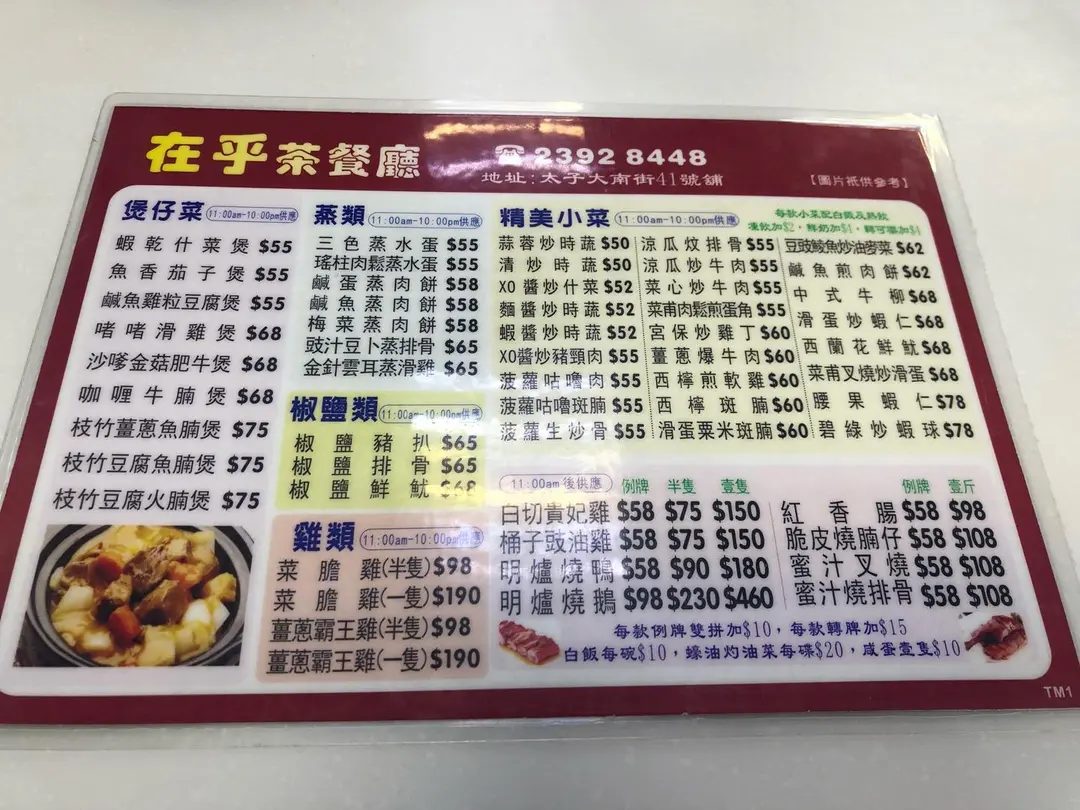 在乎茶餐廳
☎ 2392 8448
地址:太子大南街41號舖
【圖片祇供參考】
煲仔菜 11:00am-10:00pm供應
蝦乾什菜煲 $55
魚香茄子煲 $55
鹹魚雞粒豆腐煲 $55
啫啫滑雞煲 $68
沙嗲金菇肥牛煲 $68
咖喱牛腩煲 $68
枝竹薑蔥魚腩煲 $75
枝竹豆腐魚腩煲 $75
枝竹豆腐火腩煲 $75
蒸類 11:00am-10:00pm供應
三色蒸水蛋 $55
瑤柱肉鬆蒸水蛋 $55
鹹蛋蒸肉餅 $58
鹹魚蒸肉餅 $58
梅菜蒸肉餅 $58
豉汁豆卜蒸排骨 $65
金針雲耳蒸滑雞 $65
椒鹽類 11:00am-10:00pm供應
椒鹽豬扒 $65
椒鹽排骨 $65
椒鹽鮮魷 $68
雞類 11:00am-10:00pm供應
菜膽雞(半隻) $98
菜膽雞(一隻) $190
薑蔥霸王雞(半隻) $98
薑蔥霸王雞(一隻) $190
精美小菜 11:00am-10:00pm供應
每款小菜配白飯及熱飲
凍飲加$2,鮮奶加$4,轉可樂加$4
蒜蓉炒時蔬 $50
清炒時蔬 $50
XO醬炒什菜 $52
麵醬炒時蔬 $52
蝦醬炒時蔬 $52
XO醬炒豬頸肉 $55
菠蘿咕嚕肉 $55
菠蘿咕嚕斑腩 $55
菠蘿生炒骨 $55
涼瓜炆排骨 $55
涼瓜炒牛肉 $55
菜心炒牛肉 $55
菜甫肉鬆煎蛋角 $55
宮保炒雞丁 $60
薑蔥爆牛肉 $60
西檸煎軟雞 $60
西檸斑腩 $60
滑蛋粟米斑腩 $60
豆豉鯪魚炒油麥菜 $62
鹹魚煎肉餅 $62
中式牛柳 $68
滑蛋炒蝦仁 $68
西蘭花鮮魷 $68
菜甫叉燒炒滑蛋 $68
腰果蝦仁 $78
碧綠炒蝦球 $78
11:00am後供應 例牌 半隻 壹隻
白切貴妃雞 $58 $75 $150
桶子豉油雞 $58 $75 $150
明爐燒鴨 $58 $90 $180
明爐燒鵝 $98 $230 $460
例牌 壹斤
紅香腸 $58 $98
脆皮燒腩仔 $58 $108
蜜汁叉燒 $58 $108
蜜汁燒排骨 $58 $108
每款例牌雙拼加$10,每款轉牌加$15
白飯每碗$10,蠔油灼油菜每碟$20,咸蛋壹隻$10
TM1